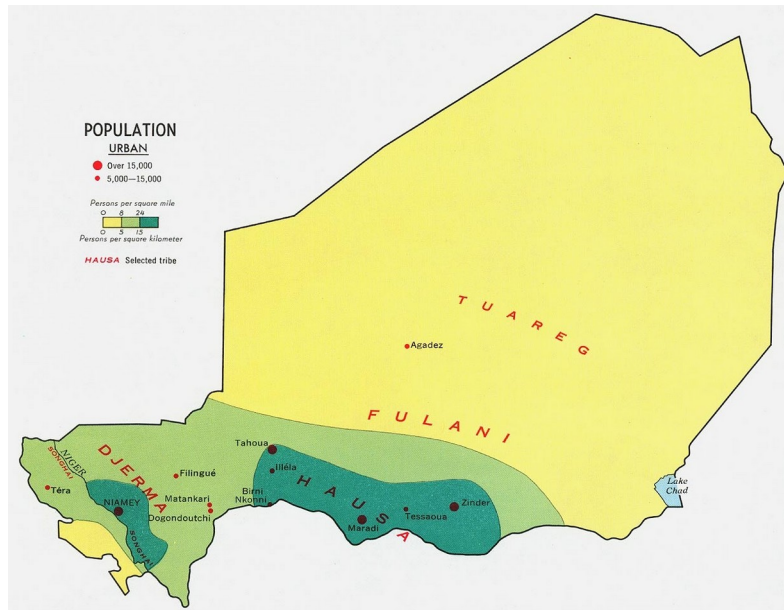 POPULATION
URBAN
Over 15,000
5,000—15,000
Persons per square mile
0 8 24
0 5 15
Persons per square kilometer
HAUSA Selected tribe
TUAREG
Agadez
FULANI
Tahoua
Illéla
HAUSA
Birni
Nkonni
Tessaoua
Zinder
Maradi
Lake
Chad
NIGER
SONGHAI
DJERMA
Filingué
Téra
NIAMEY
Matankari
Dogondoutchi
SONGHAI